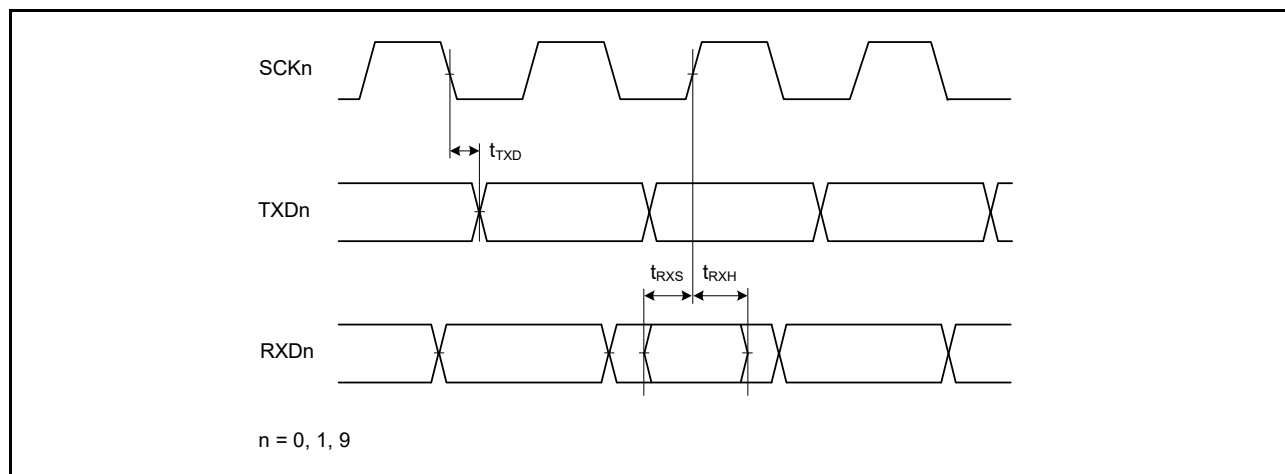 SCKn
tTXD
TXDn
tRXS tRXH
RXDn
n = 0, 1, 9